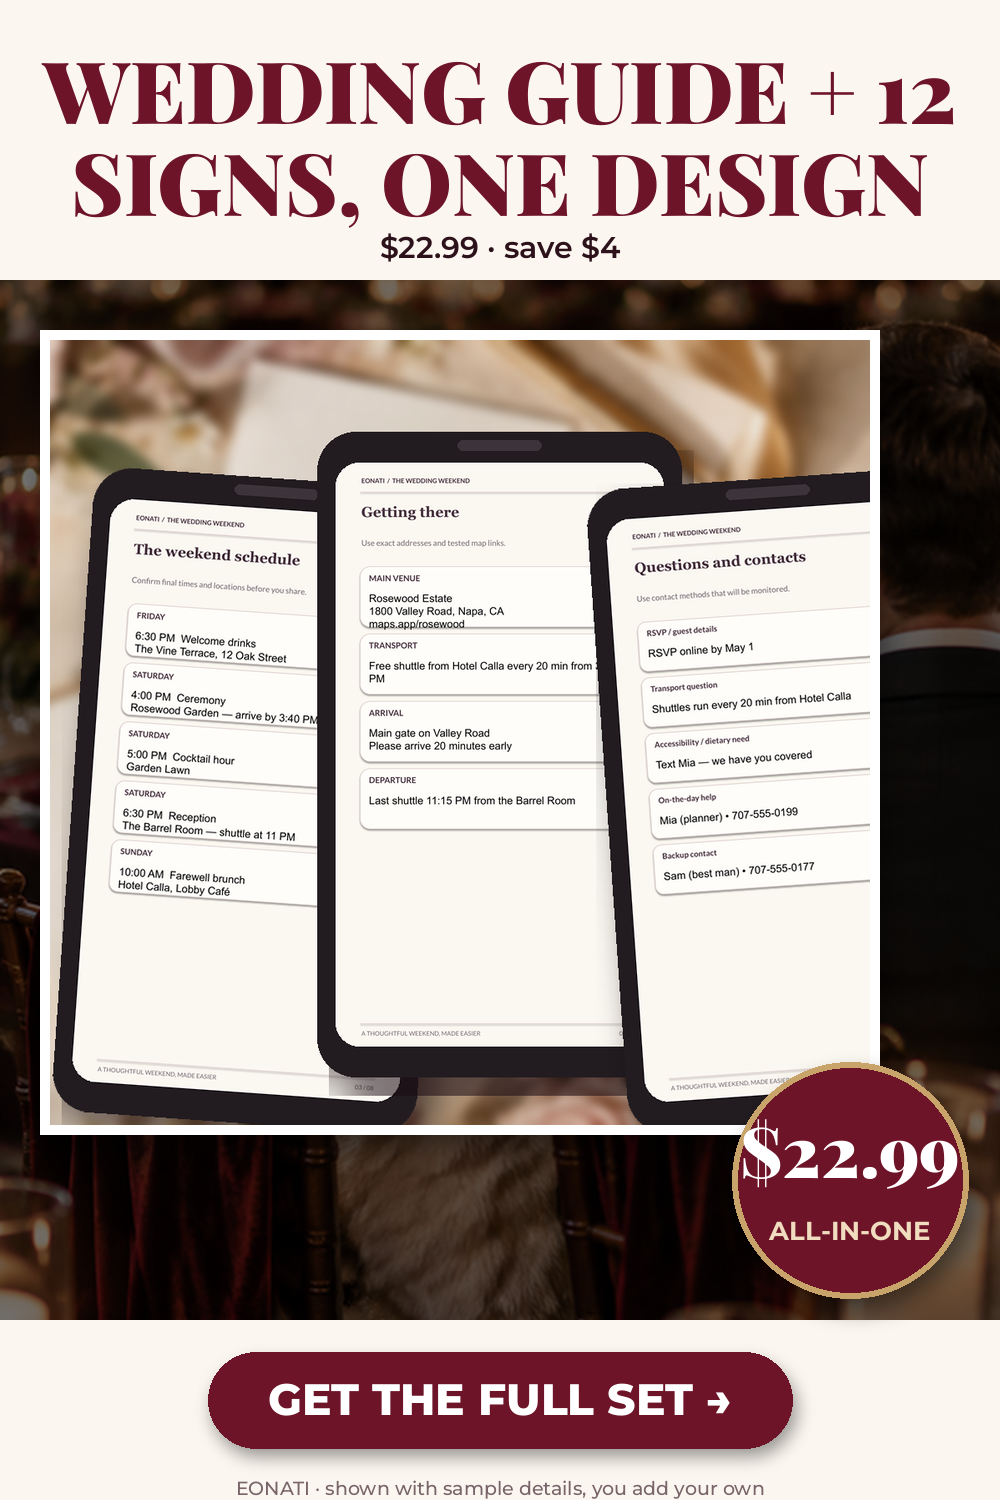 WEDDING GUIDE + 12
SIGNS, ONE DESIGN
$22.99 · save $4
EONATI / THE WEDDING WEEKEND
The weekend schedule
Confirm final times and locations before you share.
FRIDAY
6:30 PM Welcome drinks
The Vine Terrace, 12 Oak Street
SATURDAY
4:00 PM Ceremony
Rosewood Garden — arrive by 3:40 PM
SATURDAY
5:00 PM Cocktail hour
Garden Lawn
SATURDAY
6:30 PM Reception
The Barrel Room — shuttle at 11 PM
SUNDAY
10:00 AM Farewell brunch
Hotel Calla, Lobby Café
A THOUGHTFUL WEEKEND, MADE EASIER
03 / 08
EONATI / THE WEDDING WEEKEND
Getting there
Use exact addresses and tested map links.
MAIN VENUE
Rosewood Estate
1800 Valley Road, Napa, CA
maps.app/rosewood
TRANSPORT
Free shuttle from Hotel Calla every 20 min from
PM
ARRIVAL
Main gate on Valley Road
Please arrive 20 minutes early
DEPARTURE
Last shuttle 11:15 PM from the Barrel Room
A THOUGHTFUL WEEKEND, MADE EASIER
EONATI / THE WEDDING WEEKEND
Questions and contacts
Use contact methods that will be monitored.
RSVP / guest details
RSVP online by May 1
Transport question
Shuttles run every 20 min from Hotel Calla
Accessibility / dietary need
Text Mia — we have you covered
On-the-day help
Mia (planner) • 707-555-0199
Backup contact
Sam (best man) • 707-555-0177
A THOUGHTFUL WEEKEND, MADE EASIER
$22.99
ALL-IN-ONE
GET THE FULL SET →
EONATI · shown with sample details, you add your own